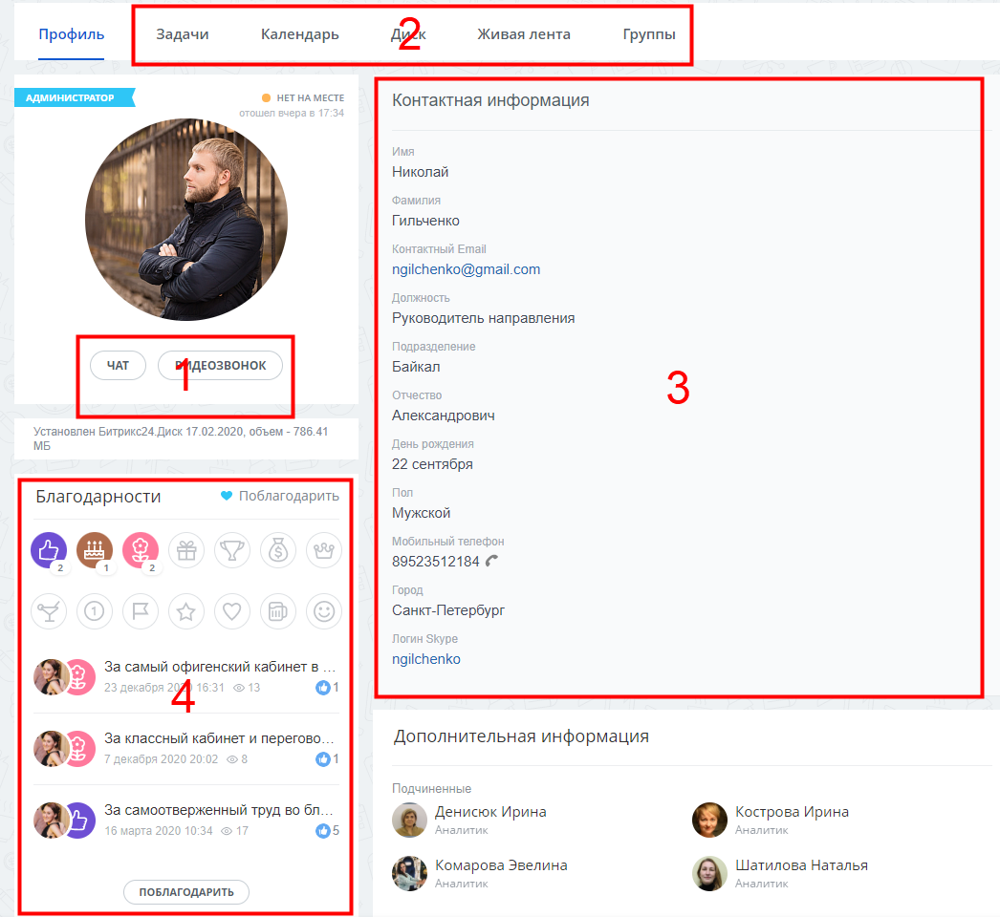 Профиль Задачи Календарь Диск Живая лента Группы
2
АДМИНИСТРАТОР
НЕТ НА МЕСТЕ
отошел вчера в 17:34
ЧАТ ВИДЕОЗВОНОК
1
Установлен Битрикс24.Диск 17.02.2020, объем - 786.41
МБ
Благодарности Поблагодарить
2 1 2
1
За самый офигенский кабинет в ...
23 декабря 2020 16:31 13 1
4
За классный кабинет и перегово...
7 декабря 2020 20:02 8 1
За самоотверженный труд во бл...
16 марта 2020 10:34 17 5
ПОБЛАГОДАРИТЬ
Контактная информация
Имя
Николай
Фамилия
Гильченко
Контактный Email
ngilchenko@gmail.com
Должность
Руководитель направления
Подразделение
Байкал
3
Отчество
Александрович
День рождения
22 сентября
Пол
Мужской
Мобильный телефон
89523512184
Город
Санкт-Петербург
Логин Skype
ngilchenko
Дополнительная информация
Подчиненные
Денисюк Ирина
Аналитик
Кострова Ирина
Аналитик
Комарова Эвелина
Аналитик
Шатилова Наталья
Аналитик